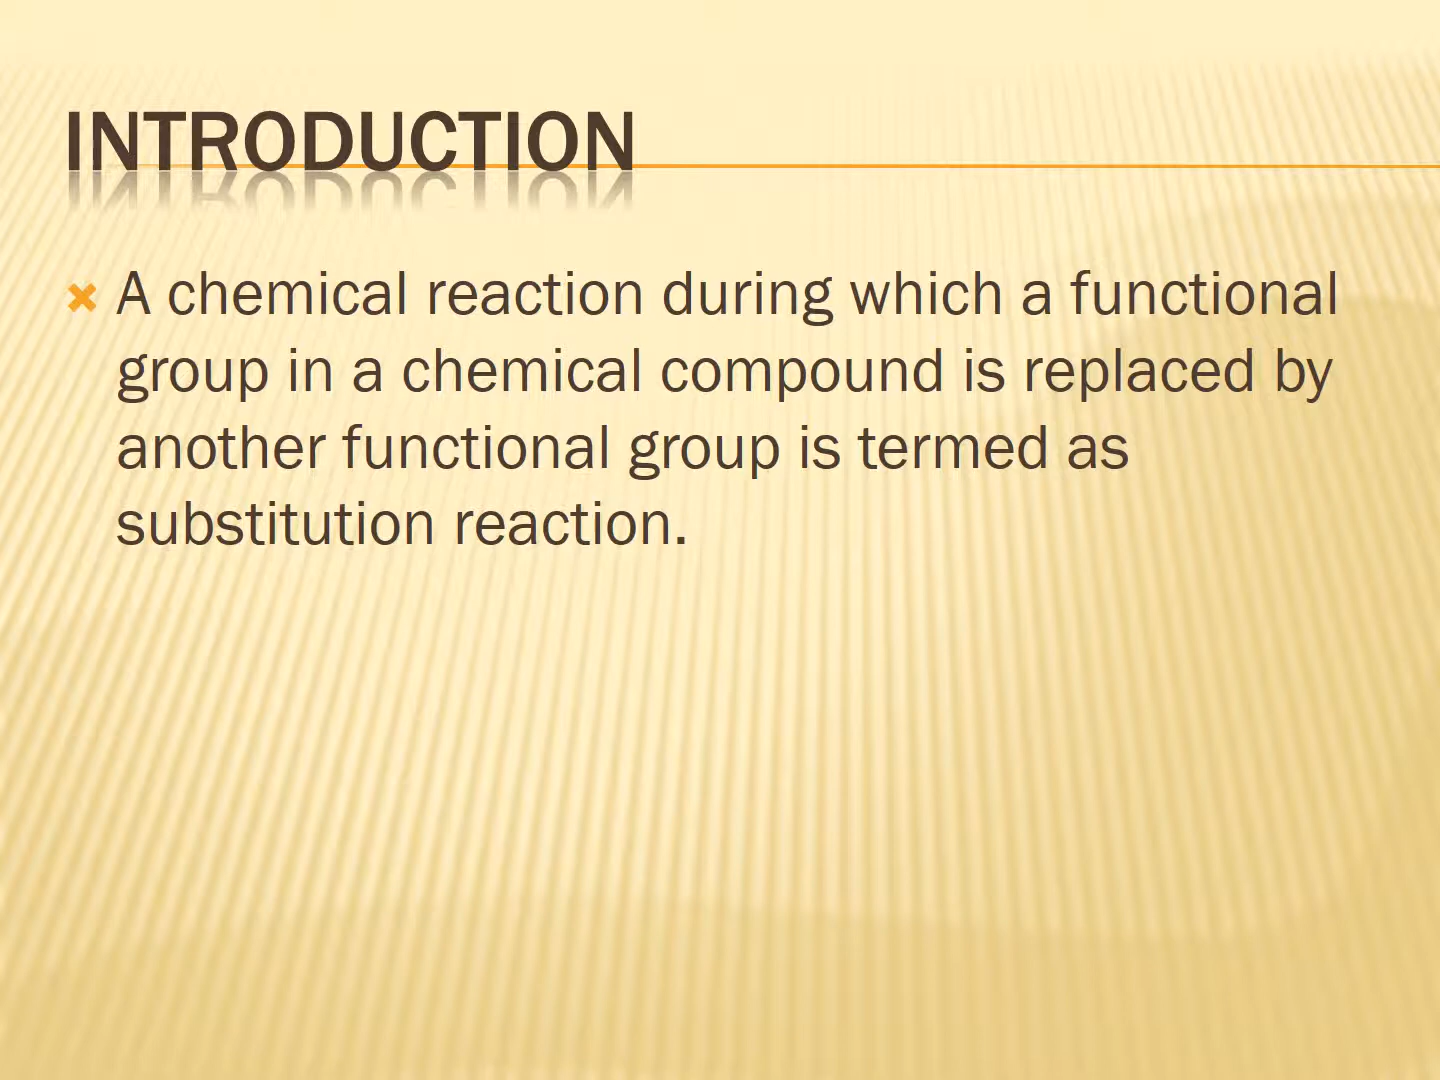 INTRODUCTION
A chemical reaction during which a functional
group in a chemical compound is replaced by
another functional group is termed as
substitution reaction.